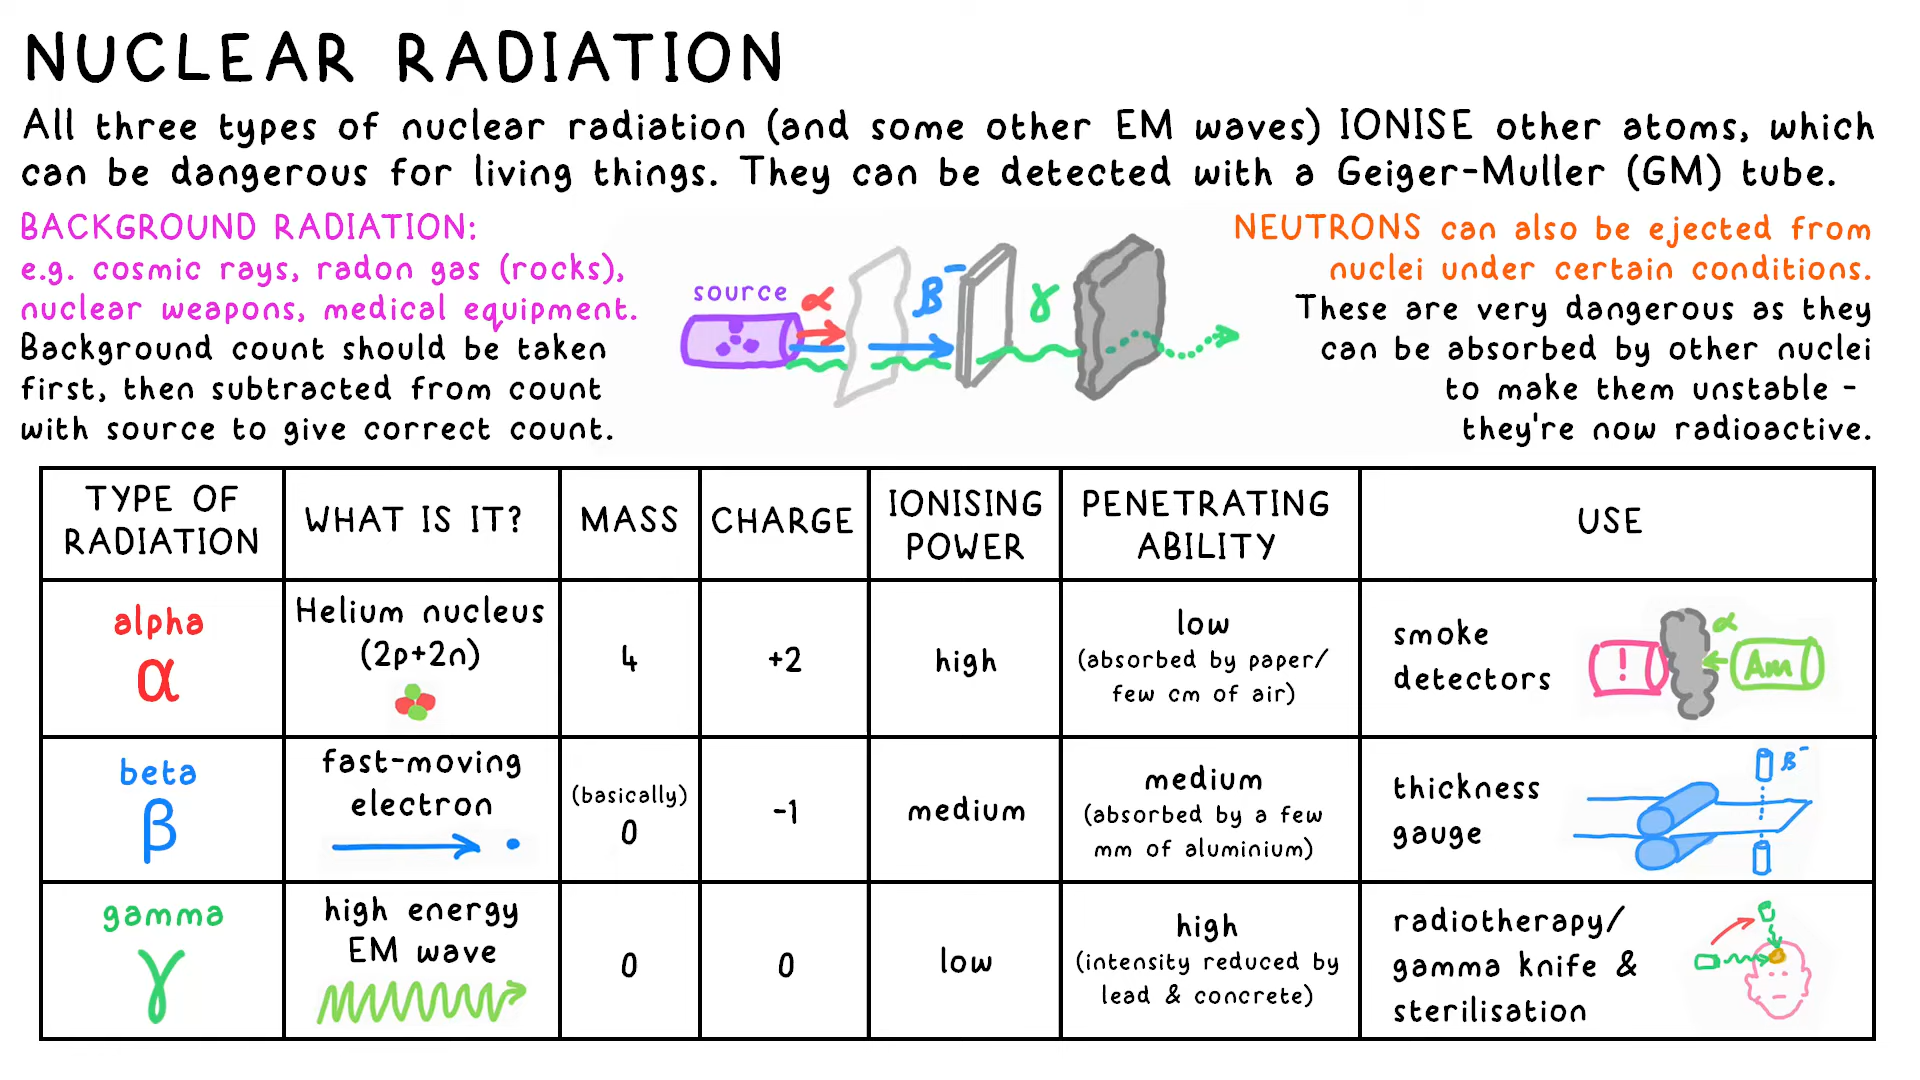 NUCLEAR RADIATION
All three types of nuclear radiation (and some other EM waves) IONISE other atoms, which
can be dangerous for living things. They can be detected with a Geiger-Muller (GM) tube.
BACKGROUND RADIATION:
e.g. cosmic rays, radon gas (rocks),
nuclear weapons, medical equipment.
Background count should be taken
first, then subtracted from count
with source to give correct count.
source α β⁻ γ
NEUTRONS can also be ejected from
nuclei under certain conditions.
These are very dangerous as they
can be absorbed by other nuclei
to make them unstable -
they're now radioactive.
TYPE OF
RADIATION
WHAT IS IT?
MASS
CHARGE
IONISING
POWER
PENETRATING
ABILITY
USE
alpha
α
Helium nucleus
(2p+2n)
4
+2
high
low
(absorbed by paper/
few cm of air)
smoke
detectors
! α Am
beta
β
fast-moving
electron
(basically)
0
-1
medium
medium
(absorbed by a few
mm of aluminium)
thickness
gauge
β⁻
gamma
γ
high energy
EM wave
0
0
low
high
(intensity reduced by
lead & concrete)
radiotherapy/
gamma knife &
sterilisation